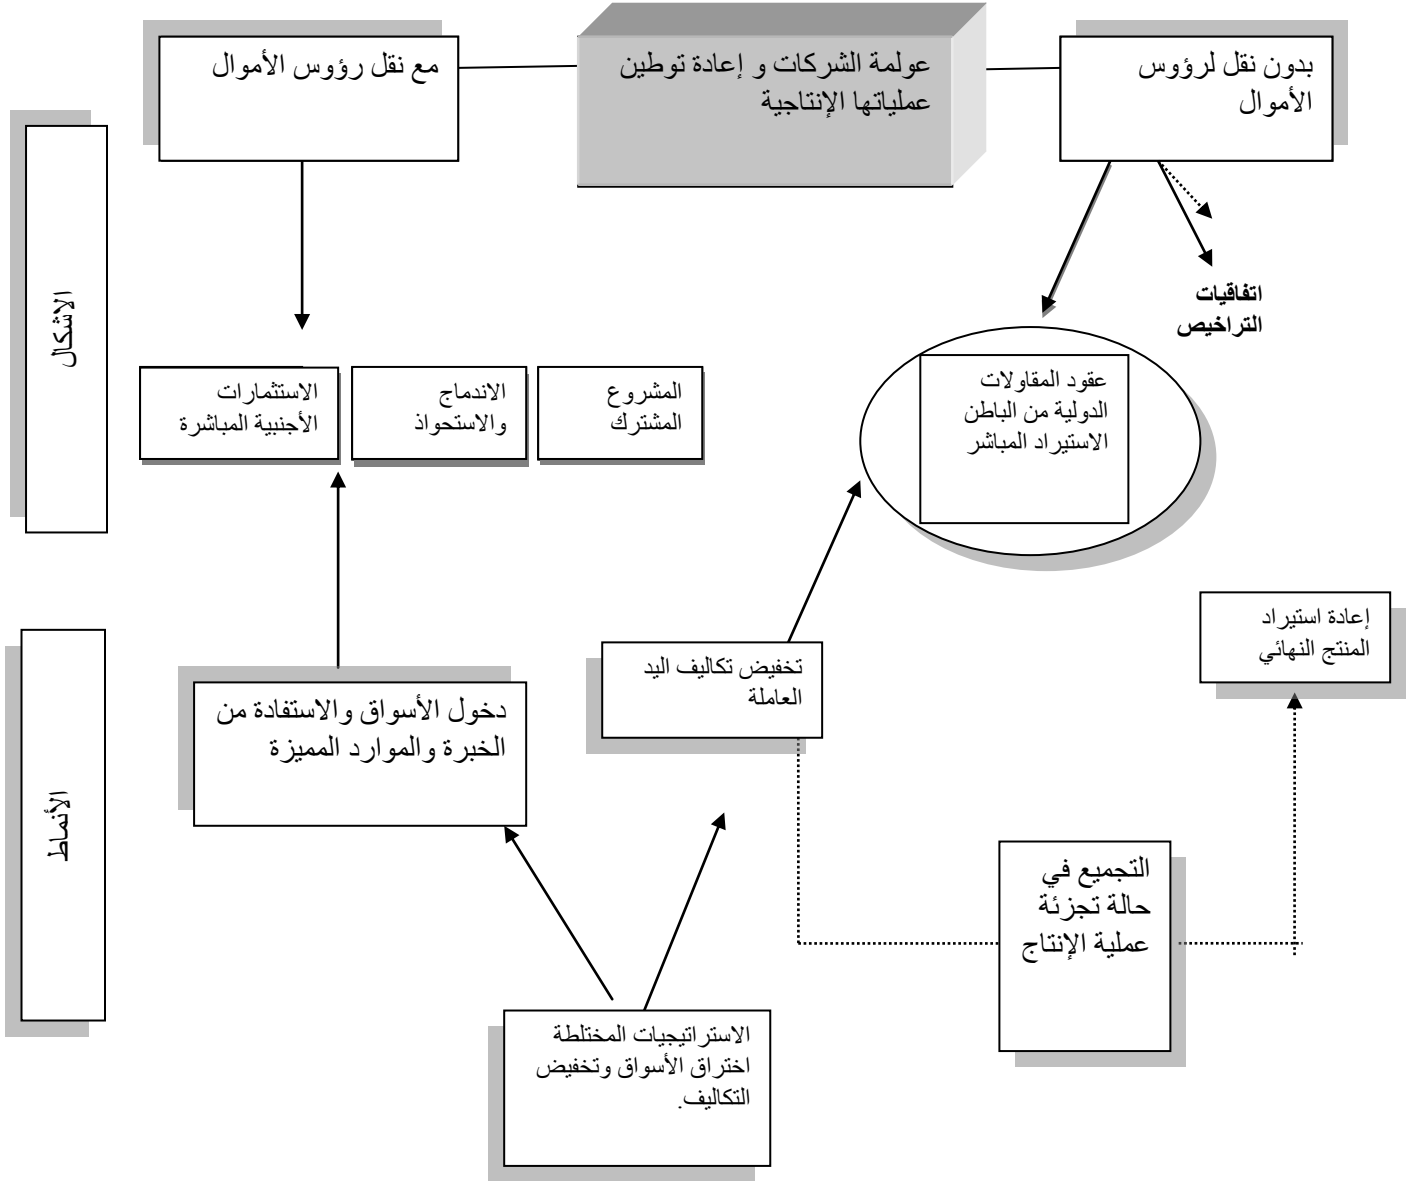 بدون نقل لرؤوس
الأموال
عولمة الشركات و إعادة توطين
عملياتها الإنتاجية
مع نقل رؤوس الأموال
الاشكال
اتفاقيات
التراخيص
عقود المقاولات
الدولية من الباطن
الاستيراد المباشر
المشروع
المشترك
الاندماج
والاستحواذ
الاستثمارات
الأجنبية المباشرة
الأنماط
إعادة استيراد
المنتج النهائي
تخفيض تكاليف اليد
العاملة
دخول الأسواق والاستفادة من
الخبرة والموارد المميزة
التجميع في
حالة تجزئة
عملية الإنتاج
الاستراتيجيات المختلطة
اختراق الأسواق وتخفيض
التكاليف.